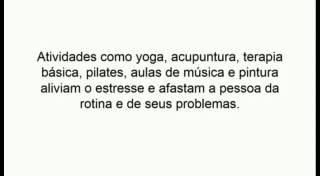 Atividades como yoga, acupuntura, terapia
básica, pilates, aulas de música e pintura
aliviam o estresse e afastam a pessoa da
rotina e de seus problemas.